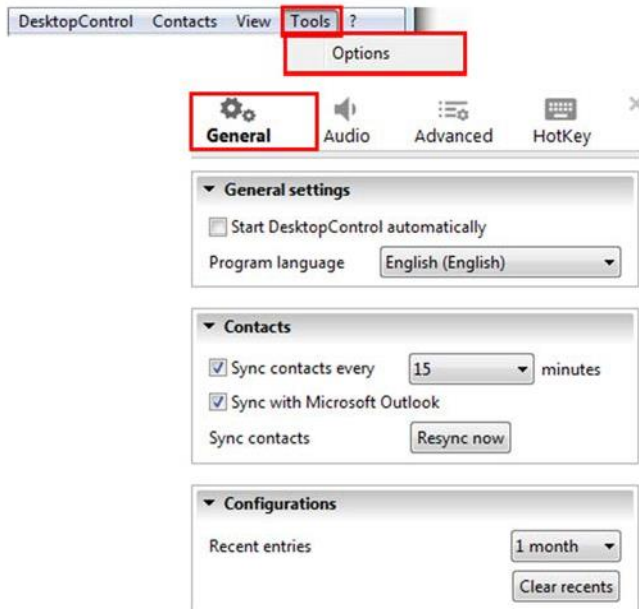 DesktopControl Contacts View Tools ?
Options
General Audio Advanced HotKey
General settings
Start DesktopControl automatically
Program language English (English)
Contacts
Sync contacts every 15 minutes
Sync with Microsoft Outlook
Sync contacts Resync now
Configurations
Recent entries 1 month
Clear recents